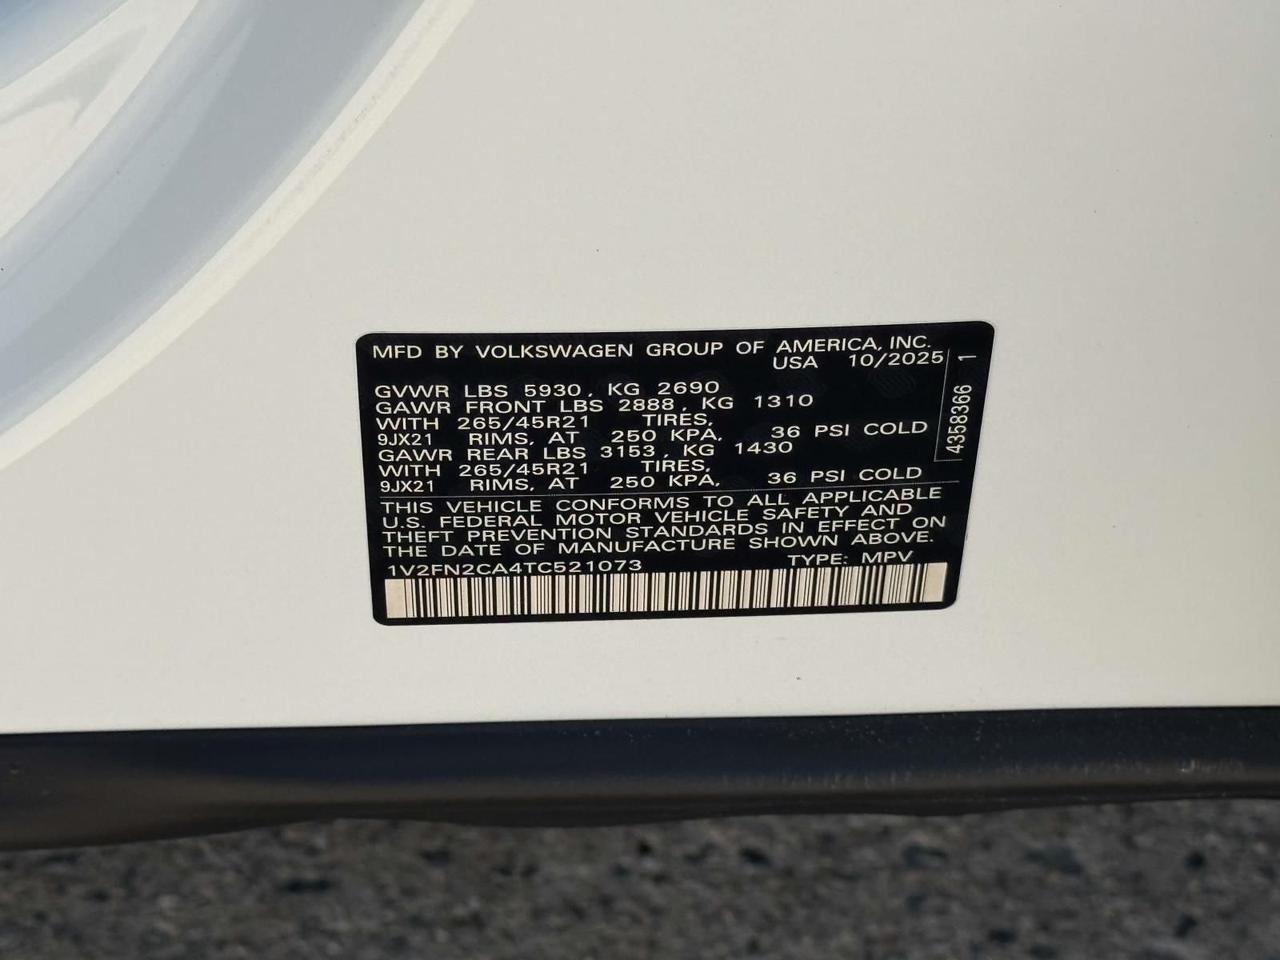 MFD BY VOLKSWAGEN GROUP OF AMERICA, INC.
USA 10/2025
GVWR LBS 5930, KG 2690
GAWR FRONT LBS 2888, KG 1310
WITH 265/45R21 TIRES,
9JX21 RIMS, AT 250 KPA, 36 PSI COLD
GAWR REAR LBS 3153, KG 1430
WITH 265/45R21 TIRES,
9JX21 RIMS, AT 250 KPA, 36 PSI COLD
THIS VEHICLE CONFORMS TO ALL APPLICABLE
U.S. FEDERAL MOTOR VEHICLE SAFETY AND
THEFT PREVENTION STANDARDS IN EFFECT ON
THE DATE OF MANUFACTURE SHOWN ABOVE.
1V2FN2CA4TC521073 TYPE: MPV
4358366 1